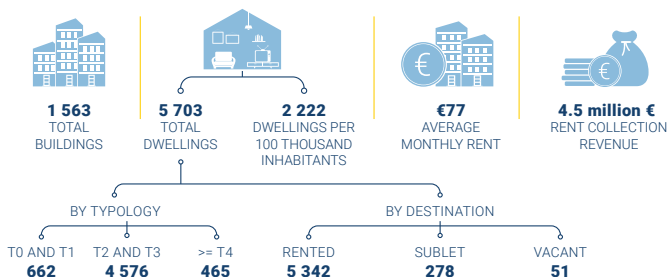 €
€
1 563
TOTAL
BUILDINGS
5 703
TOTAL
DWELLINGS
2 222
DWELLINGS PER
100 THOUSAND
INHABITANTS
€77
AVERAGE
MONTHLY RENT
4.5 million €
RENT COLLECTION
REVENUE
BY TYPOLOGY
BY DESTINATION
T0 AND T1
662
T2 AND T3
4 576
>= T4
465
RENTED
5 342
SUBLET
278
VACANT
51